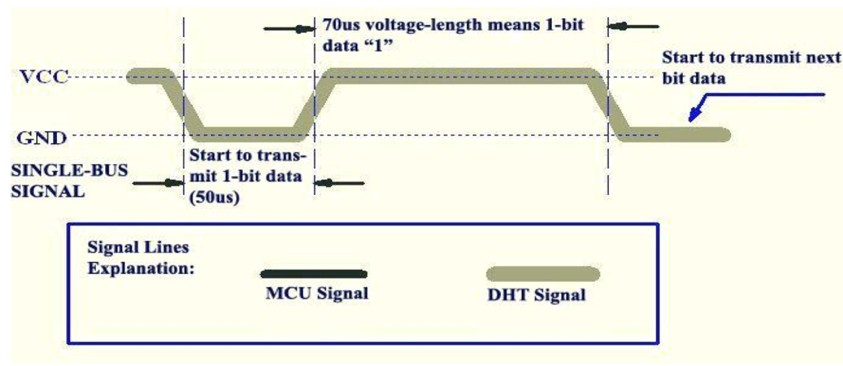 70us voltage-length means 1-bit
data “1”
Start to transmit next
bit data
VCC
GND
Start to trans-
mit 1-bit data
(50us)
SINGLE-BUS
SIGNAL
Signal Lines
Explanation:
MCU Signal
DHT Signal